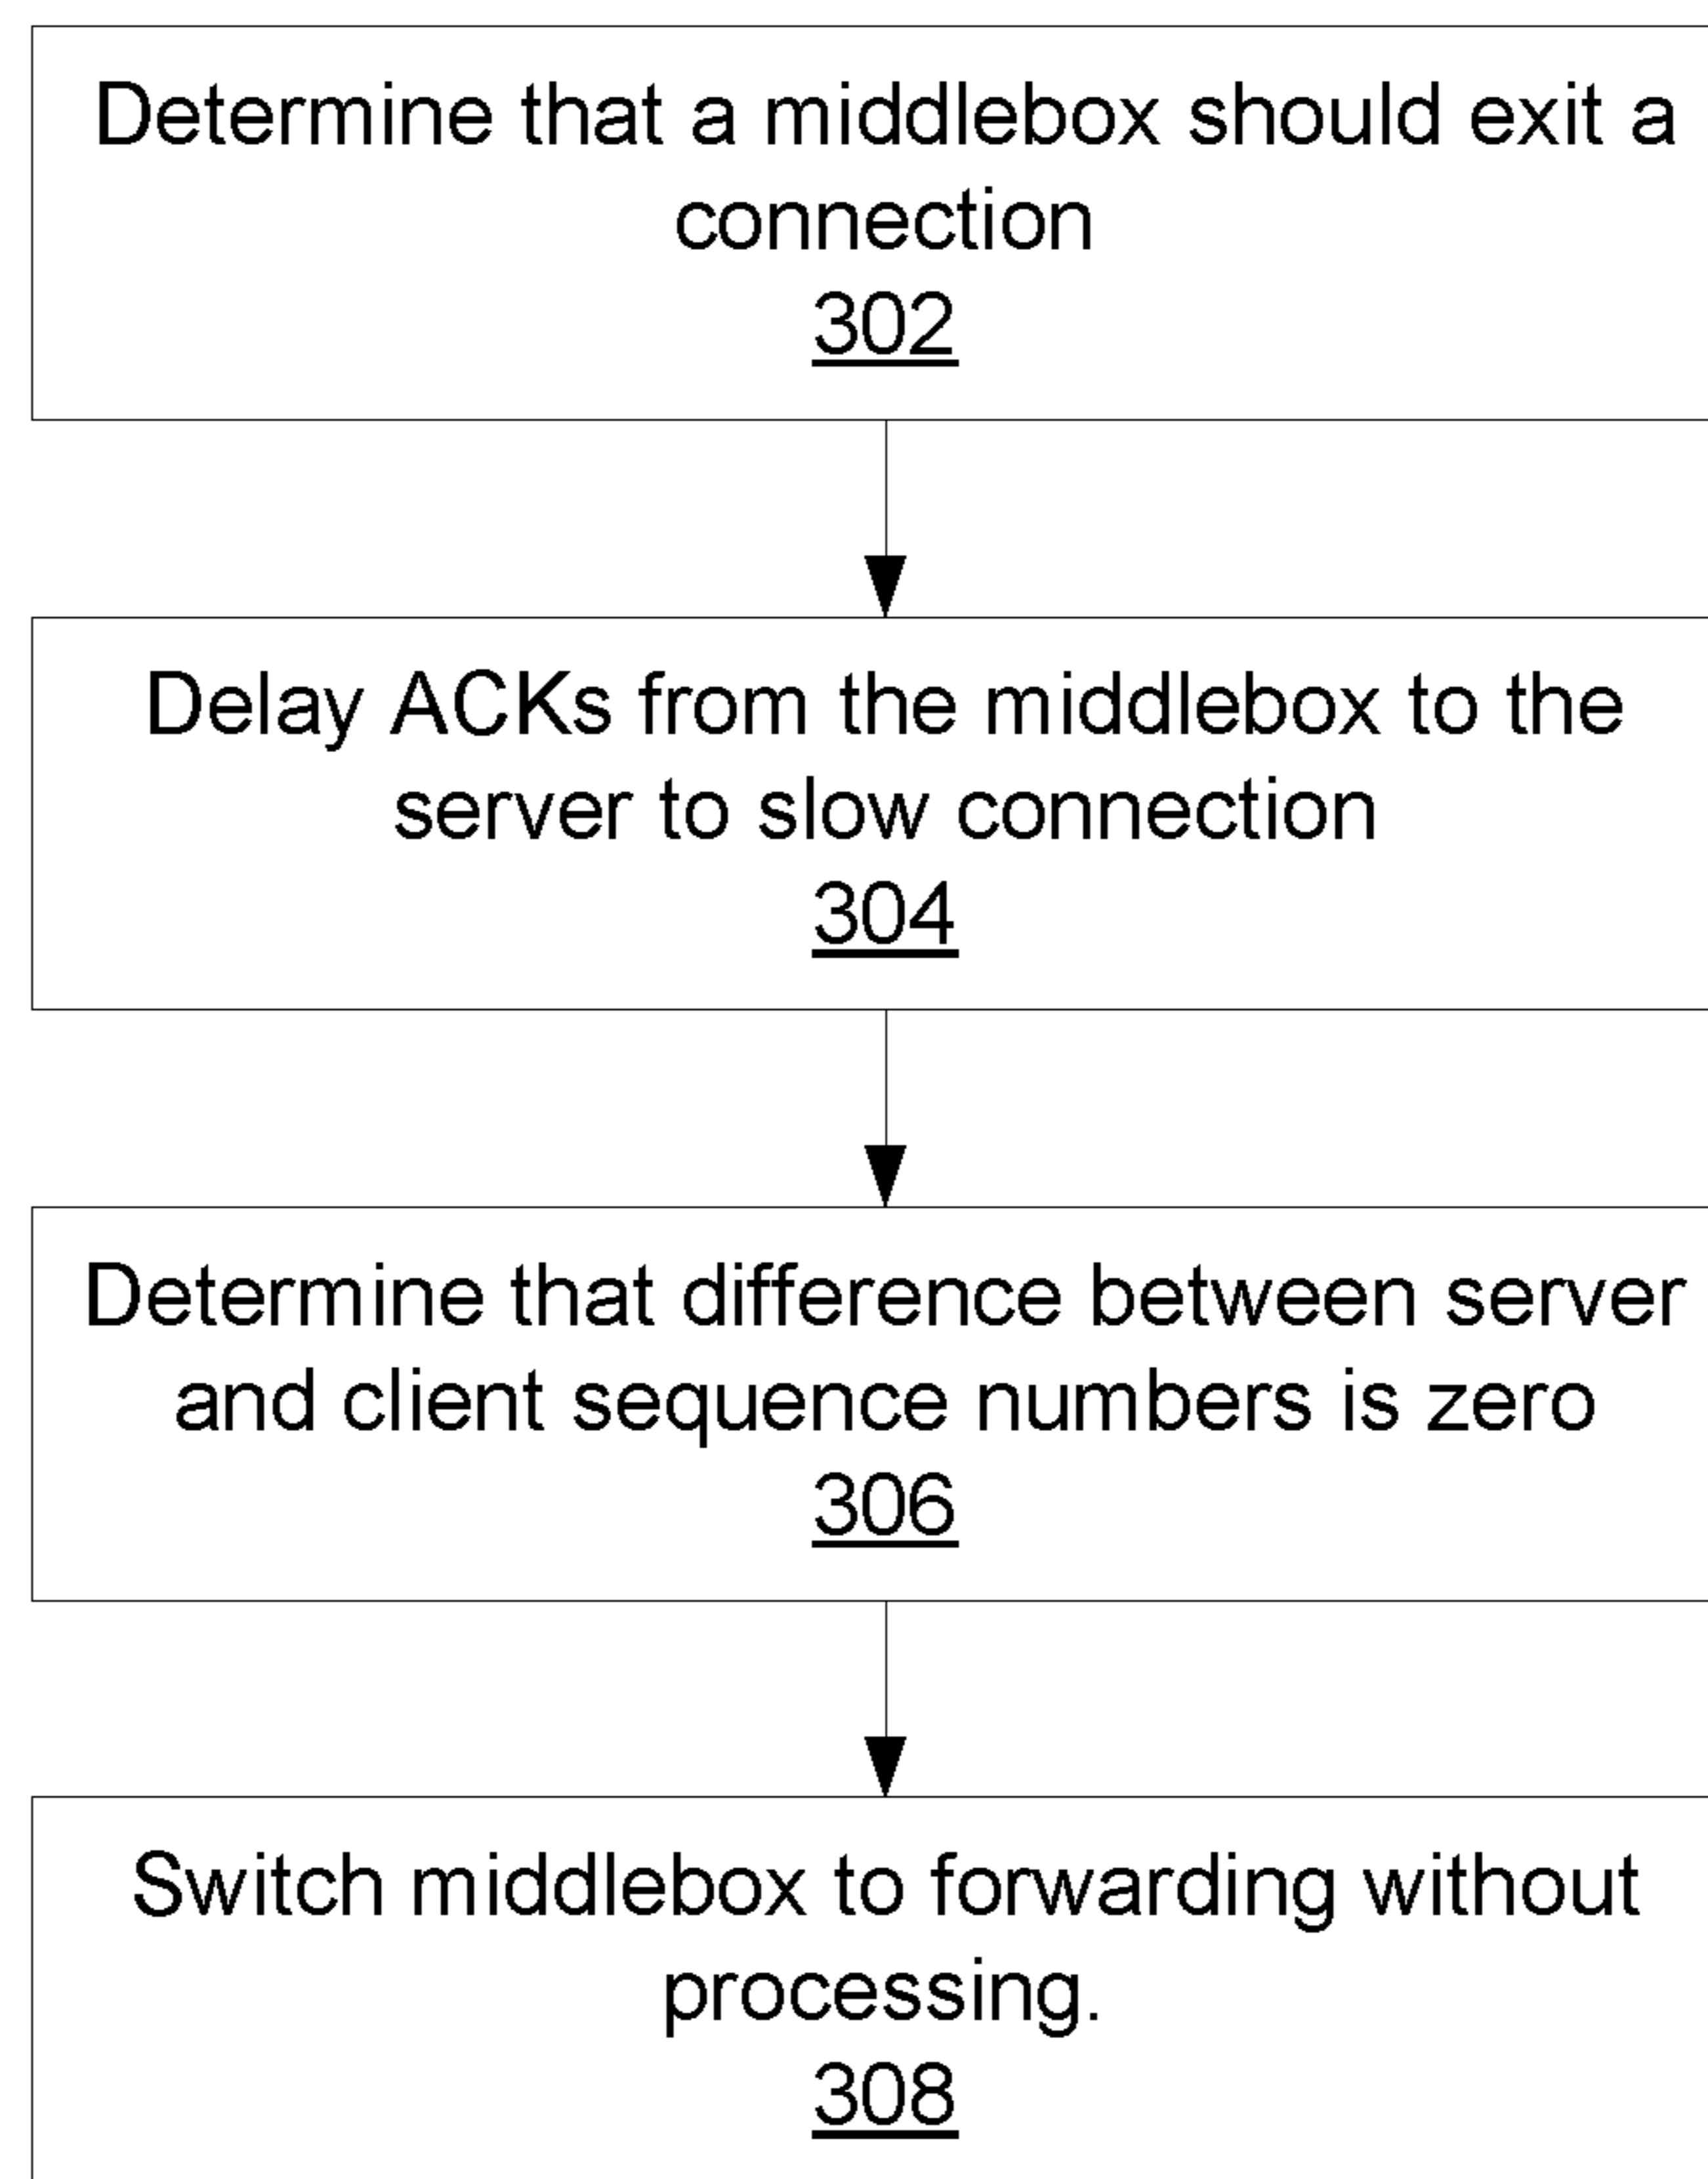 Determine that a middlebox should exit a
connection
302
Delay ACKs from the middlebox to the
server to slow connection
304
Determine that difference between server
and client sequence numbers is zero
306
Switch middlebox to forwarding without
processing.
308